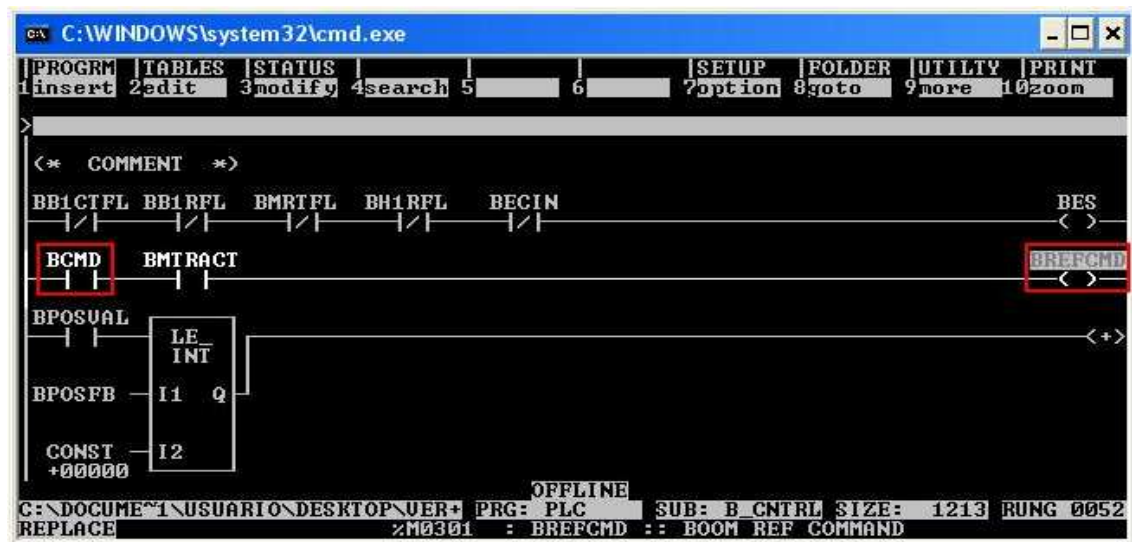 C:\WINDOWS\system32\cmd.exe
|PROGRM |TABLES |STATUS | | | |SETUP |FOLDER |UTILTY |PRINT
1insert 2edit 3modify 4search 5 6 7option 8goto 9more 10zoom
>
(* COMMENT *)
BB1CTFL BB1RFL BMRTFL BH1RFL BECIN BES
BCMD BMTRACT BREFCMD
BPOSVAL
LE_
INT
<+>
BPOSFB I1 Q
CONST I2
+00000
OFFLINE
C:\DOCUME~1\USUARIO\DESKTOP\VER+ PRG: PLC SUB: B_CNTRL SIZE: 1213 RUNG 0052
REPLACE %M0301 : BREFCMD :: BOOM REF COMMAND